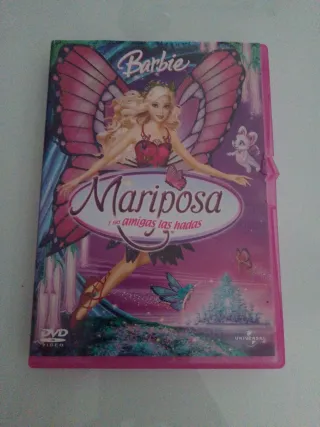 Barbie
Mariposa
y sus amigas las hadas
DVD
VIDEO
UNIVERSAL